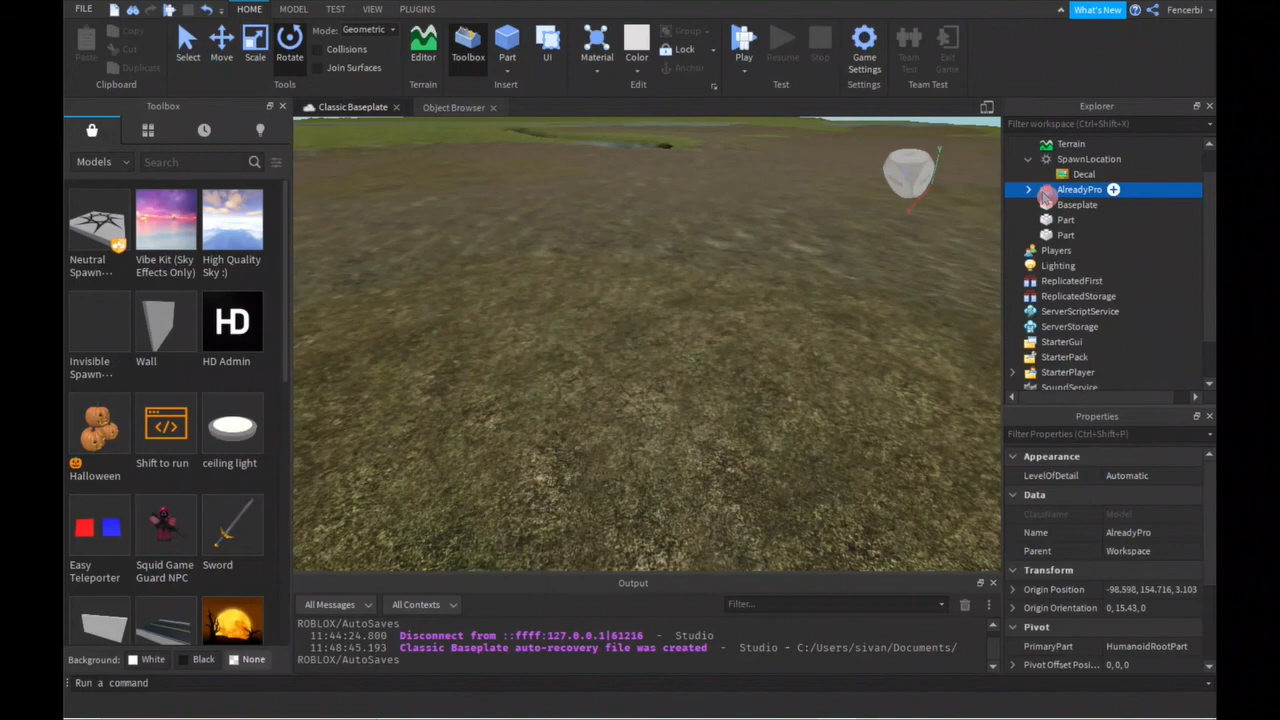 FILE
HOME
MODEL
TEST
VIEW
PLUGINS
What's New
Fencerbi
Paste
Copy
Cut
Duplicate
Clipboard
Select
Move
Scale
Rotate
Mode: Geometric
Collisions
Join Surfaces
Tools
Editor
Terrain
Toolbox
Part
UI
Insert
Material
Color
Group
Lock
Anchor
Edit
Play
Resume
Stop
Test
Game
Settings
Settings
Team
Test
Exit
Game
Team Test
Toolbox
Models
Search
Neutral
Spawn···
Vibe Kit (Sky
Effects Only)
High Quality
Sky :)
Invisible
Spawn···
Wall
HD
HD Admin
Halloween
Shift to run
ceiling light
Easy
Teleporter
Squid Game
Guard NPC
Sword
Background: White Black None
Classic Baseplate
Object Browser
Y
Output
All Messages
All Contexts
Filter...
ROBLOX/AutoSaves
11:44:24.800 Disconnect from ::ffff:127.0.0.1|61216 - Studio
11:48:45.193 Classic Baseplate auto-recovery file was created - Studio - C:/Users/sivan/Documents/
ROBLOX/AutoSaves
Explorer
Filter workspace (Ctrl+Shift+X)
Terrain
SpawnLocation
Decal
AlreadyPro
Baseplate
Part
Part
Players
Lighting
ReplicatedFirst
ReplicatedStorage
ServerScriptService
ServerStorage
StarterGui
StarterPack
StarterPlayer
SoundService
Properties
Filter Properties (Ctrl+Shift+P)
Appearance
LevelOfDetail Automatic
Data
ClassName Model
Name AlreadyPro
Parent Workspace
Transform
Origin Position -98.598, 154.716, 3.103
Origin Orientation 0, 15.43, 0
Pivot
PrimaryPart HumanoidRootPart
Pivot Offset Posi... 0,0,0
Run a command